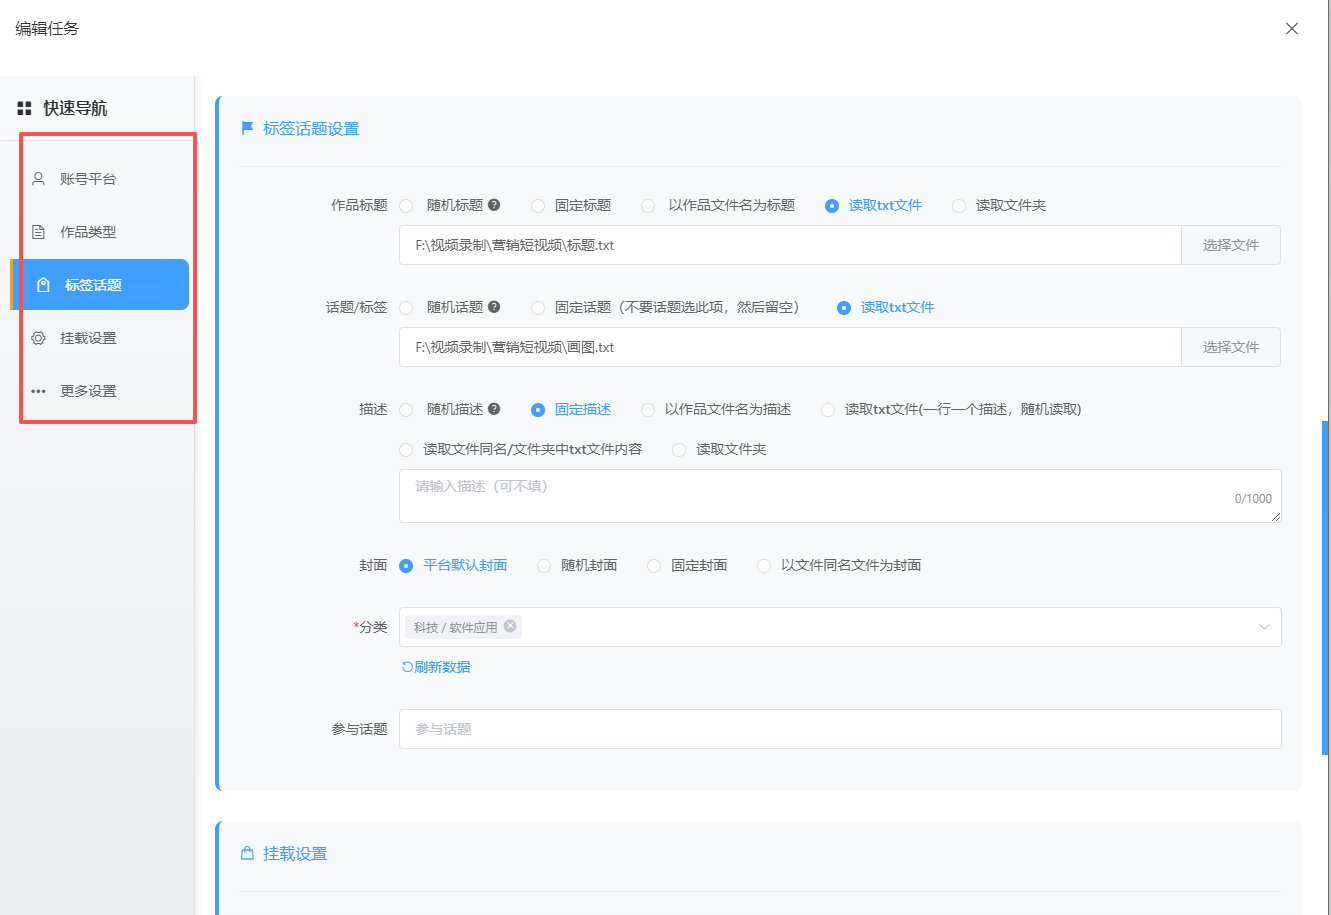 编辑任务
快速导航
账号平台
作品类型
标签话题
挂载设置
更多设置
标签话题设置
作品标题 随机标题 固定标题 以作品文件名为标题 读取txt文件 读取文件夹
F:\视频录制\营销短视频\标题.txt 选择文件
话题/标签 随机话题 固定话题（不要话题选此项，然后留空） 读取txt文件
F:\视频录制\营销短视频\画图.txt 选择文件
描述 随机描述 固定描述 以作品文件名为描述 读取txt文件(一行一个描述，随机读取)
读取文件同名/文件夹中txt文件内容 读取文件夹
请输入描述（可不填）
0/1000
封面 平台默认封面 随机封面 固定封面 以文件同名文件为封面
*分类 科技 / 软件应用
刷新数据
参与话题 参与话题
挂载设置